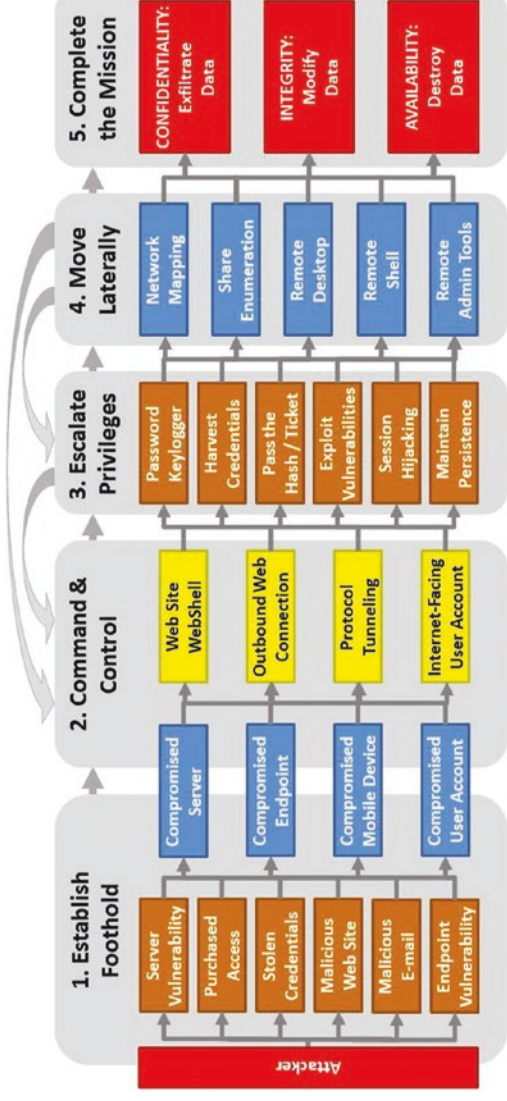 Attacker
1. Establish
Foothold
Server
Vulnerability
Purchased
Access
Stolen
Credentials
Malicious
Web Site
Malicious
E-mail
Endpoint
Vulnerability
Compromised
Server
Compromised
Endpoint
Compromised
Mobile Device
Compromised
User Account
2. Command &
Control
Web Site
WebShell
Outbound Web
Connection
Protocol
Tunneling
Internet-Facing
User Account
3. Escalate
Privileges
Password
Keylogger
Harvest
Credentials
Pass the
Hash / Ticket
Exploit
Vulnerabilities
Session
Hijacking
Maintain
Persistence
4. Move
Laterally
Network
Mapping
Share
Enumeration
Remote
Desktop
Remote
Shell
Remote
Admin Tools
5. Complete
the Mission
CONFIDENTIALITY:
Exfiltrate
Data
INTEGRITY:
Modify
Data
AVAILABILITY:
Destroy
Data